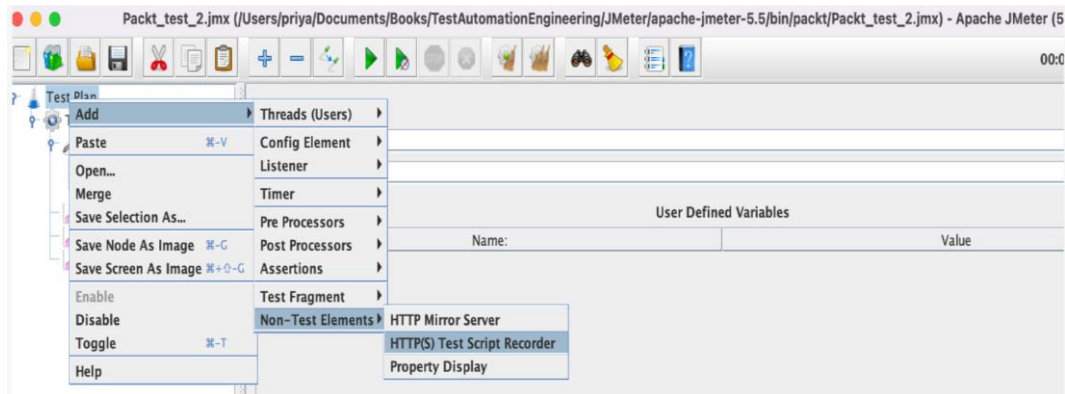 Packt_test_2.jmx (/Users/priya/Documents/Books/TestAutomationEngineering/JMeter/apache-jmeter-5.5/bin/packt/Packt_test_2.jmx) - Apache JMeter (5
00:0
Test Plan
Add
Paste ⌘-V
Open...
Merge
Save Selection As...
Save Node As Image ⌘-G
Save Screen As Image ⌘+⇧-G
Enable
Disable
Toggle ⌘-T
Help
Threads (Users)
Config Element
Listener
Timer
Pre Processors
Post Processors
Assertions
Test Fragment
Non-Test Elements
HTTP Mirror Server
HTTP(S) Test Script Recorder
Property Display
User Defined Variables
Name: Value